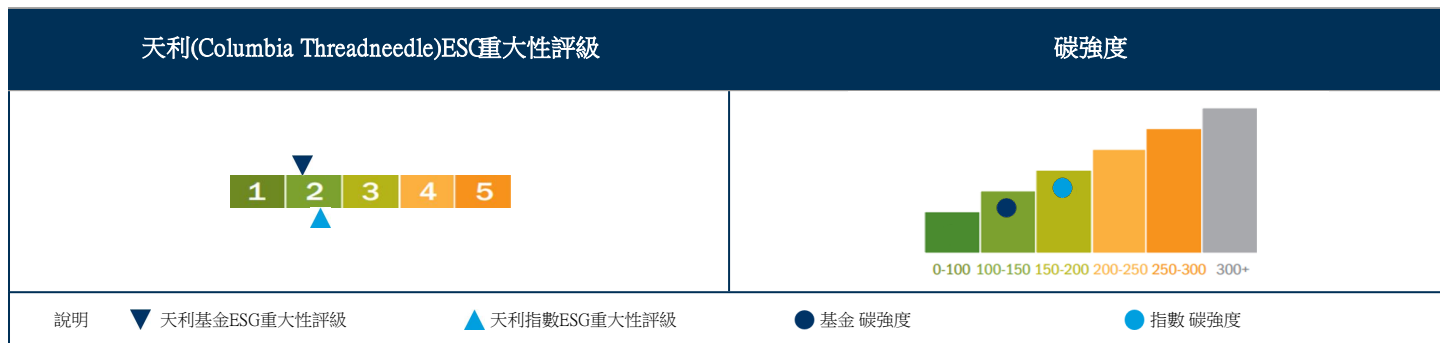 天利(Columbia Threadneedle)ESG重大性評級
碳強度
1 2 3 4 5
0-100 100-150 150-200 200-250 250-300 300+
說明 天利基金ESG重大性評級 天利指數ESG重大性評級 基金 碳強度 指數 碳強度